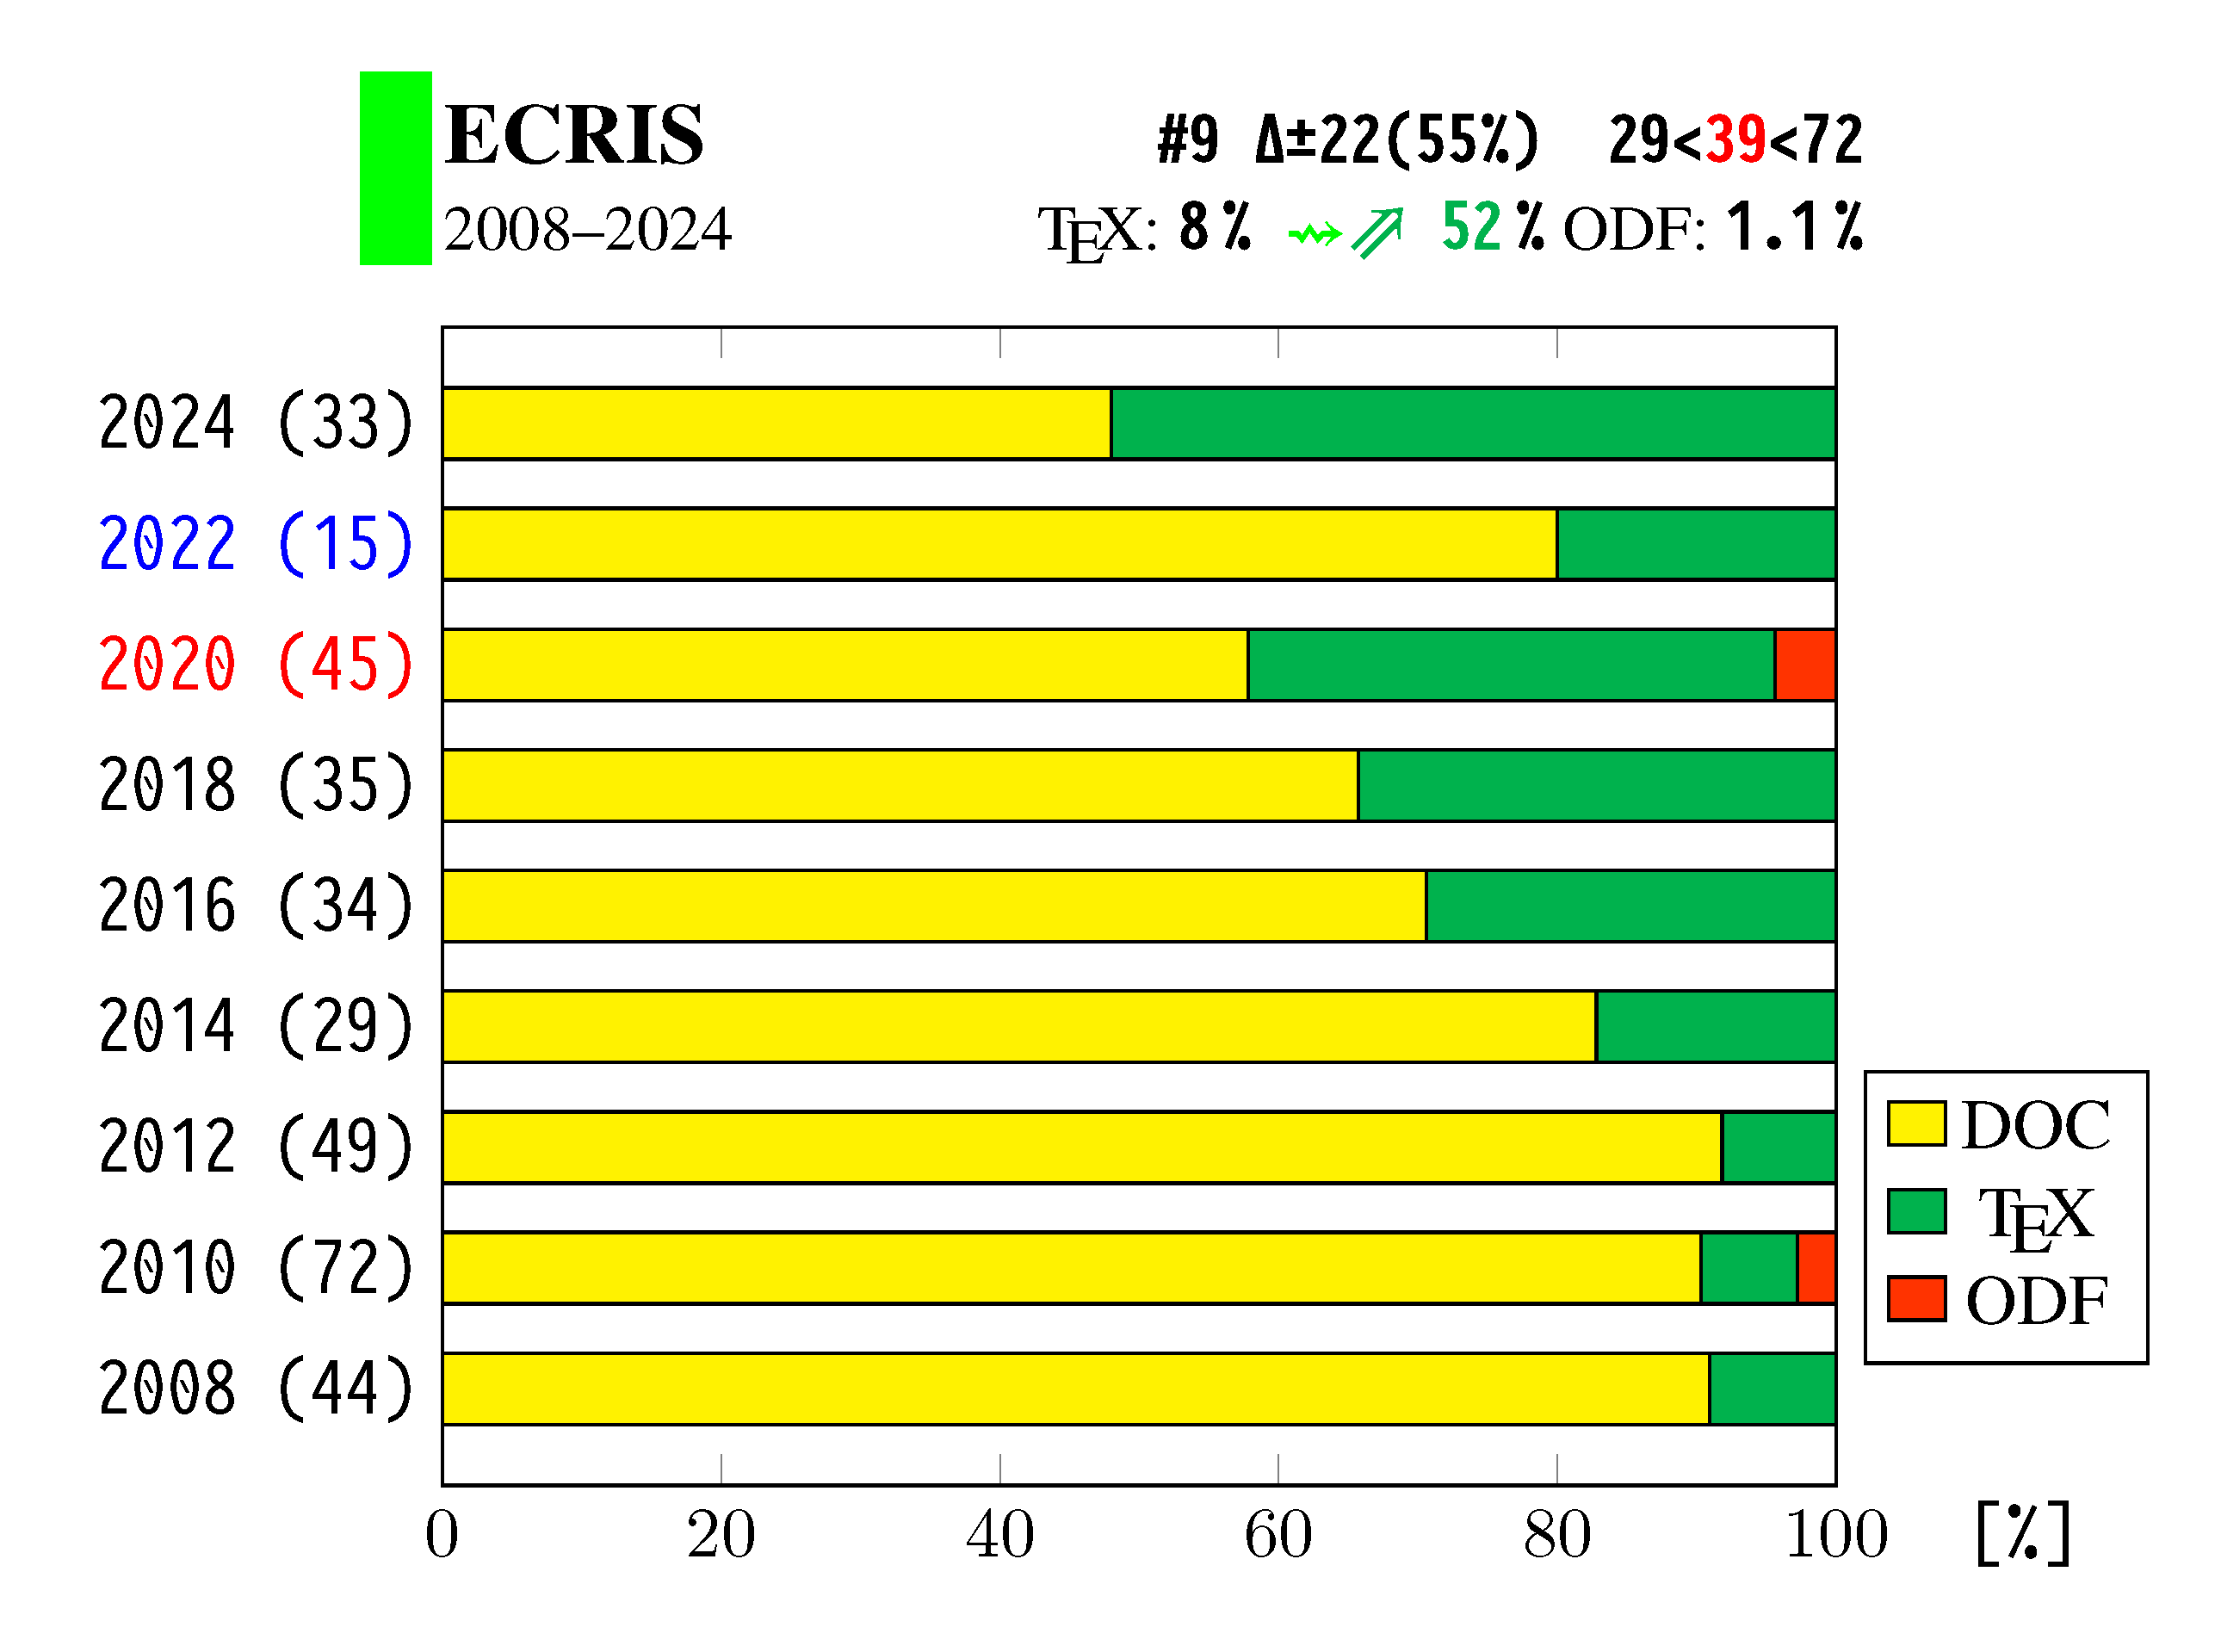 ECRIS #9 Δ±22(55%) 29<39<72
2008–2024 TEX: 8% ⇝⇗ 52% ODF: 1.1%
2024 (33)
2022 (15)
2020 (45)
2018 (35)
2016 (34)
2014 (29)
2012 (49)
2010 (72)
2008 (44)
DOC
TEX
ODF
0 20 40 60 80 100 [%]